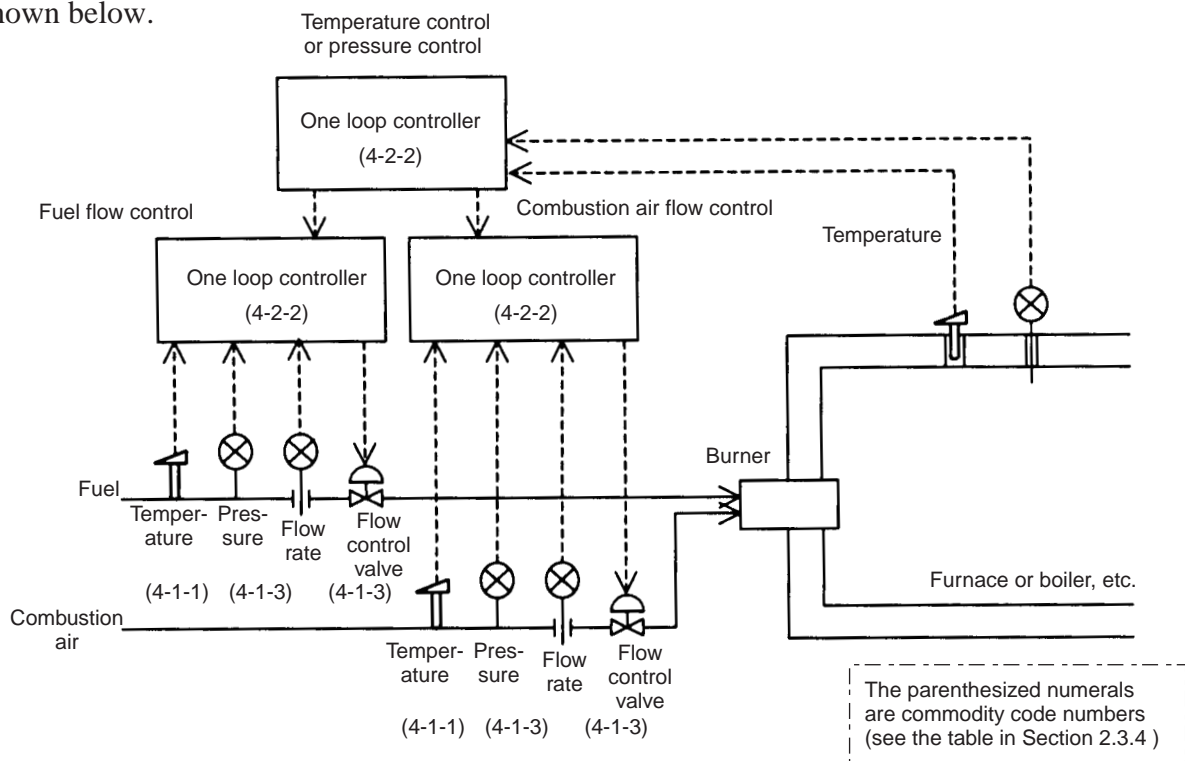 nown below.
Temperature control
or pressure control
One loop controller
(4-2-2)
Fuel flow control
Combustion air flow control
One loop controller
(4-2-2)
One loop controller
(4-2-2)
Temperature
Burner
Fuel
Temper-
ature
Pres-
sure
Flow
rate
Flow
control
valve
(4-1-1)
(4-1-3)
(4-1-3)
Furnace or boiler, etc.
Combustion
air
Temper-
ature
Pres-
sure
Flow
rate
Flow
control
valve
(4-1-1)
(4-1-3)
(4-1-3)
The parenthesized numerals
are commodity code numbers
(see the table in Section 2.3.4 )